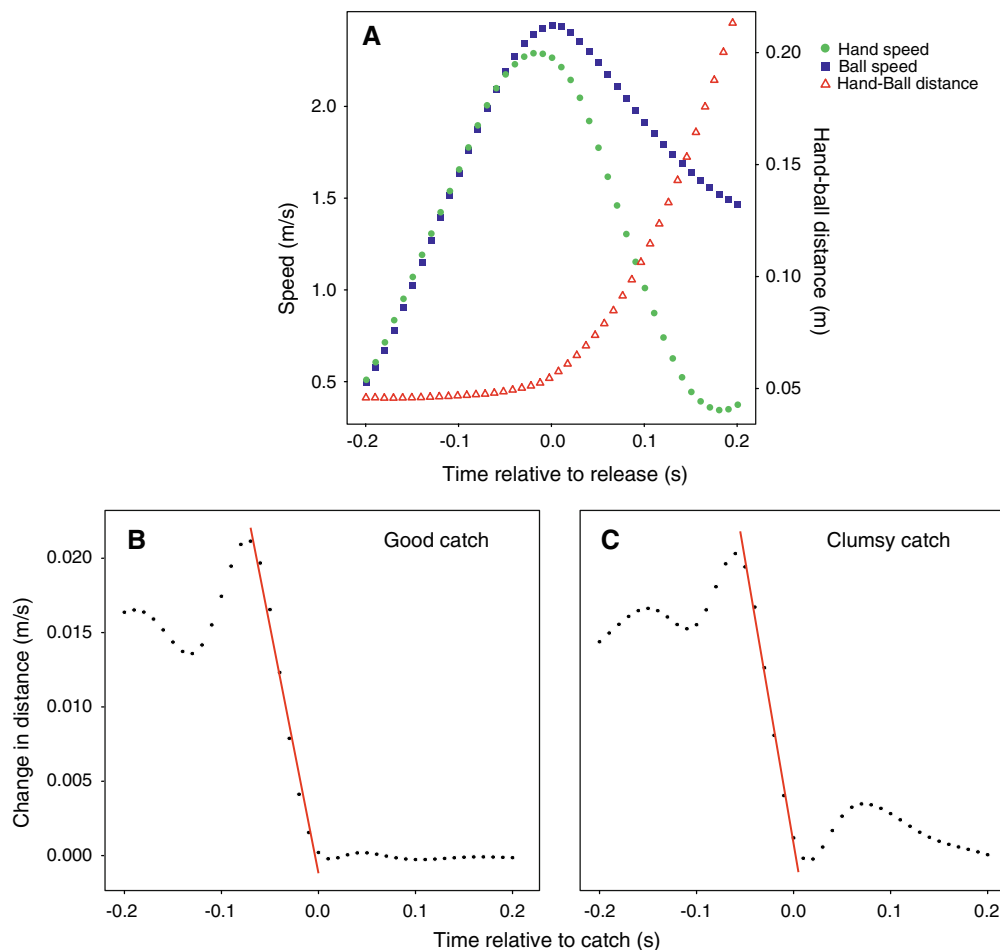 A
Hand speed
Ball speed
Hand-Ball distance
Speed (m/s)
2.0
1.5
1.0
0.5
Hand-ball distance (m)
0.20
0.15
0.10
0.05
-0.2 -0.1 0.0 0.1 0.2
Time relative to release (s)
B Good catch
C Clumsy catch
Change in distance (m/s)
0.020
0.015
0.010
0.005
0.000
-0.2 -0.1 0.0 0.1 0.2
-0.2 -0.1 0.0 0.1 0.2
Time relative to catch (s)